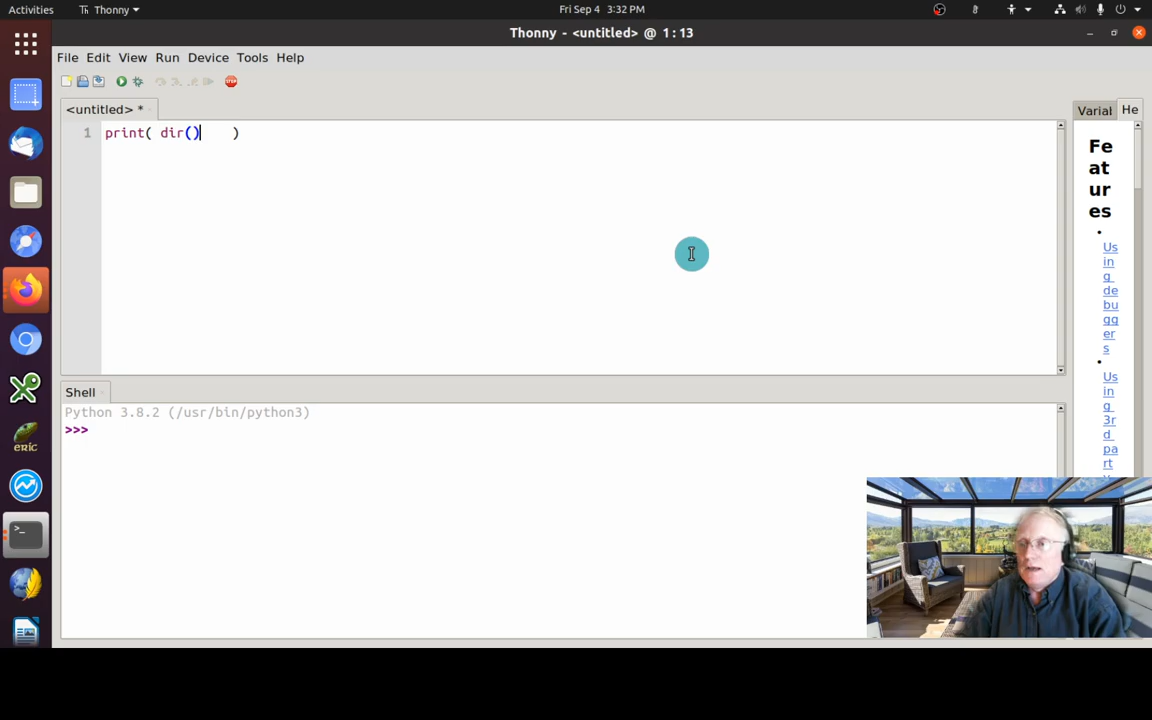 Activities
Thonny
Fri Sep 4 3:32 PM
Thonny - <untitled> @ 1:13
File Edit View Run Device Tools Help
STOP
<untitled> *
1 print( dir() )
Shell
Python 3.8.2 (/usr/bin/python3)
>>>
Varial He
Fe
at
ur
es
• Us
in
g
de
bu
gg
er
s
• Us
in
g
3r
d
pa
rt
eric
>_